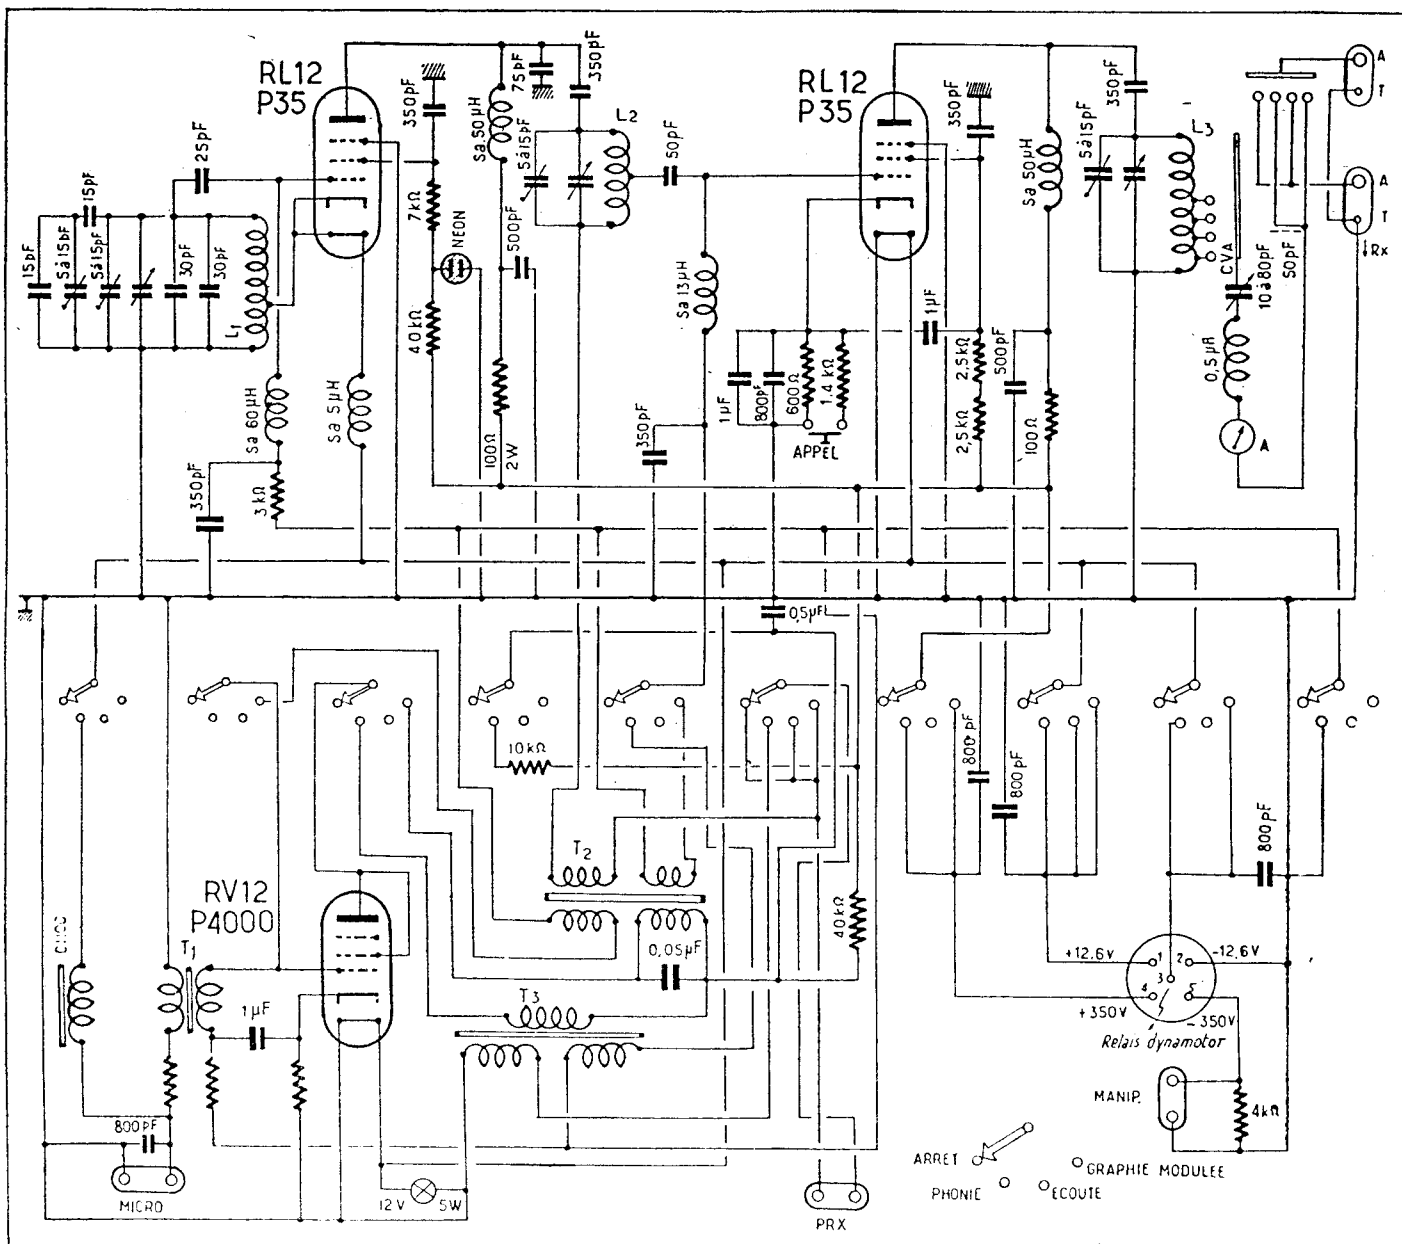 RL12
P35
350pF
Sa 50µH
75pF
350pF
L2
5à15pF
50pF
25pF
15pF
15pF
5à15pF
5à15pF
30pF
30pF
L1
7kΩ
NEON
500pF
40kΩ
Sa 60µH
Sa 5µH
100Ω
2W
350pF
3kΩ
RL12
P35
350pF
Sa 50µH
350pF
5à15pF
L3
Sa 13µH
1µF
2,5kΩ
500pF
1µF
800pF
600Ω
1.4kΩ
APPEL
2,5kΩ
100Ω
350pF
CVA
10à80pF
50pF
0,5µH
A
A
T
A
T
Rx
0,5µF
10kΩ
800pF
800pF
800pF
T2
0,05µF
40kΩ
T3
RV12
P4000
T1
1µF
800pF
MICRO
12V
5W
PRX
+12.6V
1
2
-12.6V
3
4
5
+350V
-350V
Relais dynamotor
MANIP.
4kΩ
ARRET
GRAPHIE MODULEE
PHONIE
ECOUTE